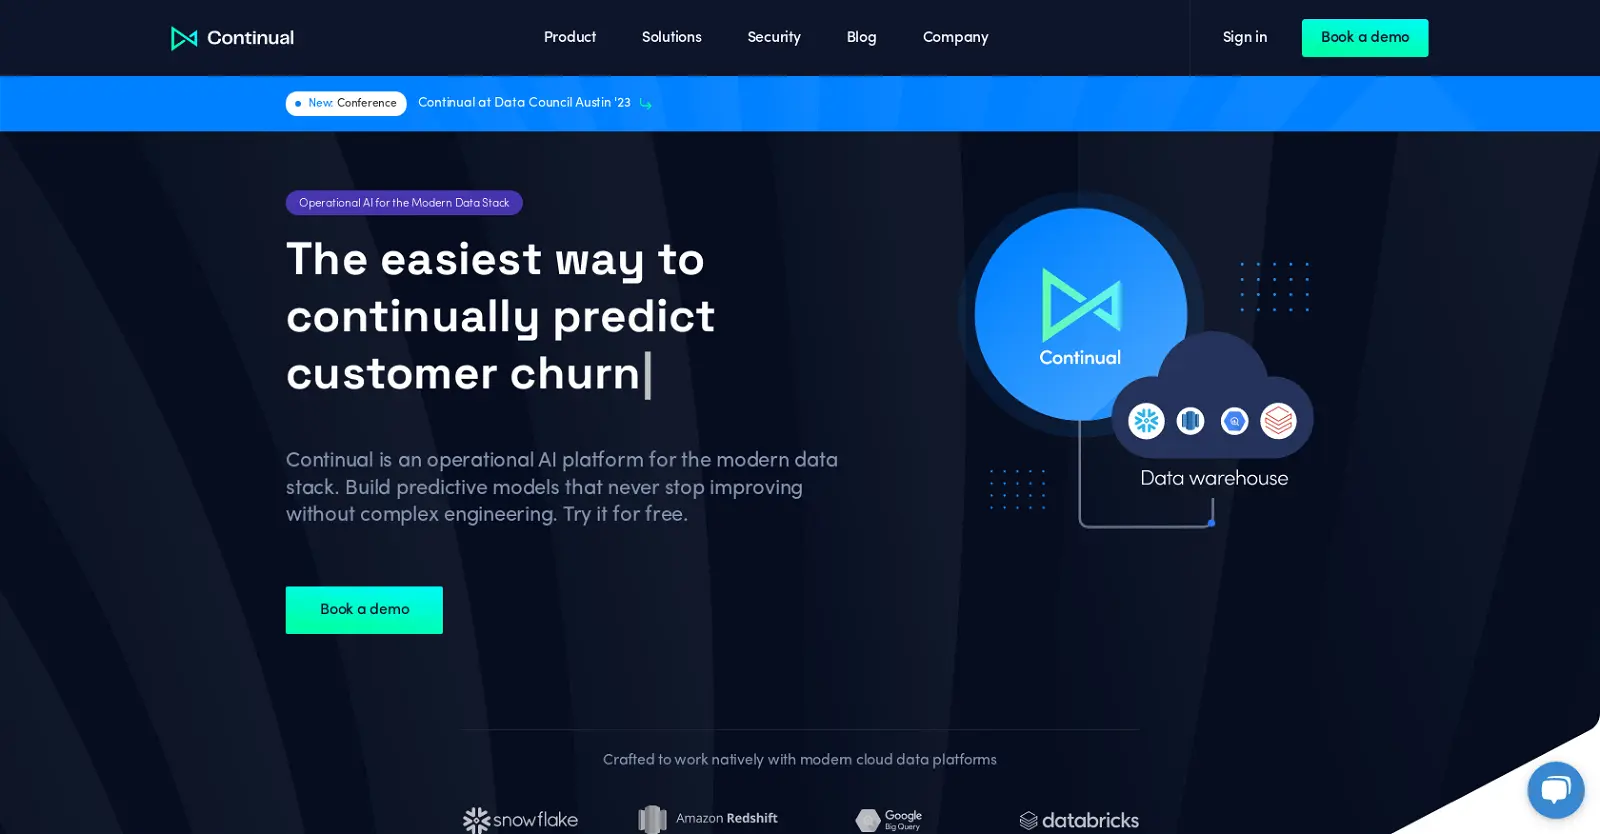 Continual
Product
Solutions
Security
Blog
Company
Sign in
Book a demo
New: Conference
Continual at Data Council Austin '23
Operational AI for the Modern Data Stack
The easiest way to
continually predict
customer churn
Continual is an operational AI platform for the modern data
stack. Build predictive models that never stop improving
without complex engineering. Try it for free.
Book a demo
Continual
Data warehouse
Crafted to work natively with modern cloud data platforms
snowflake
Amazon Redshift
Google
Big Query
databricks